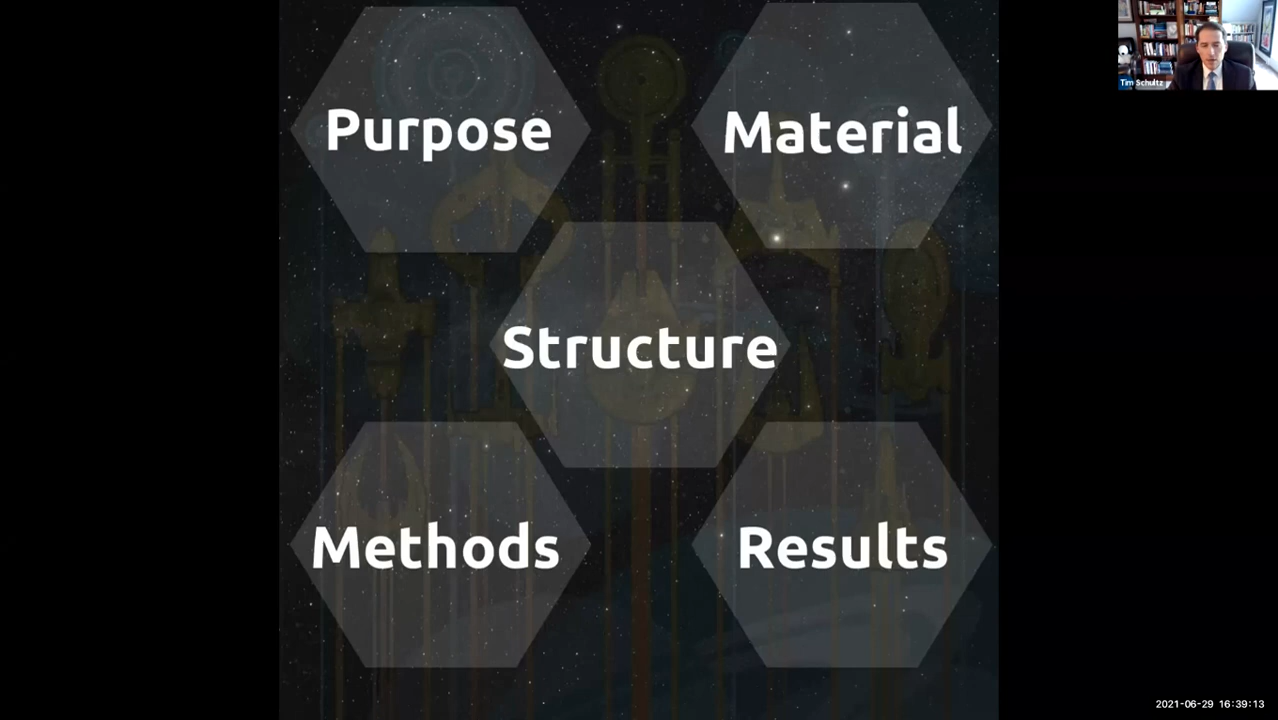 Purpose
Material
Tim Schultz
Structure
Methods
Results
2021-06-29 16:39:13